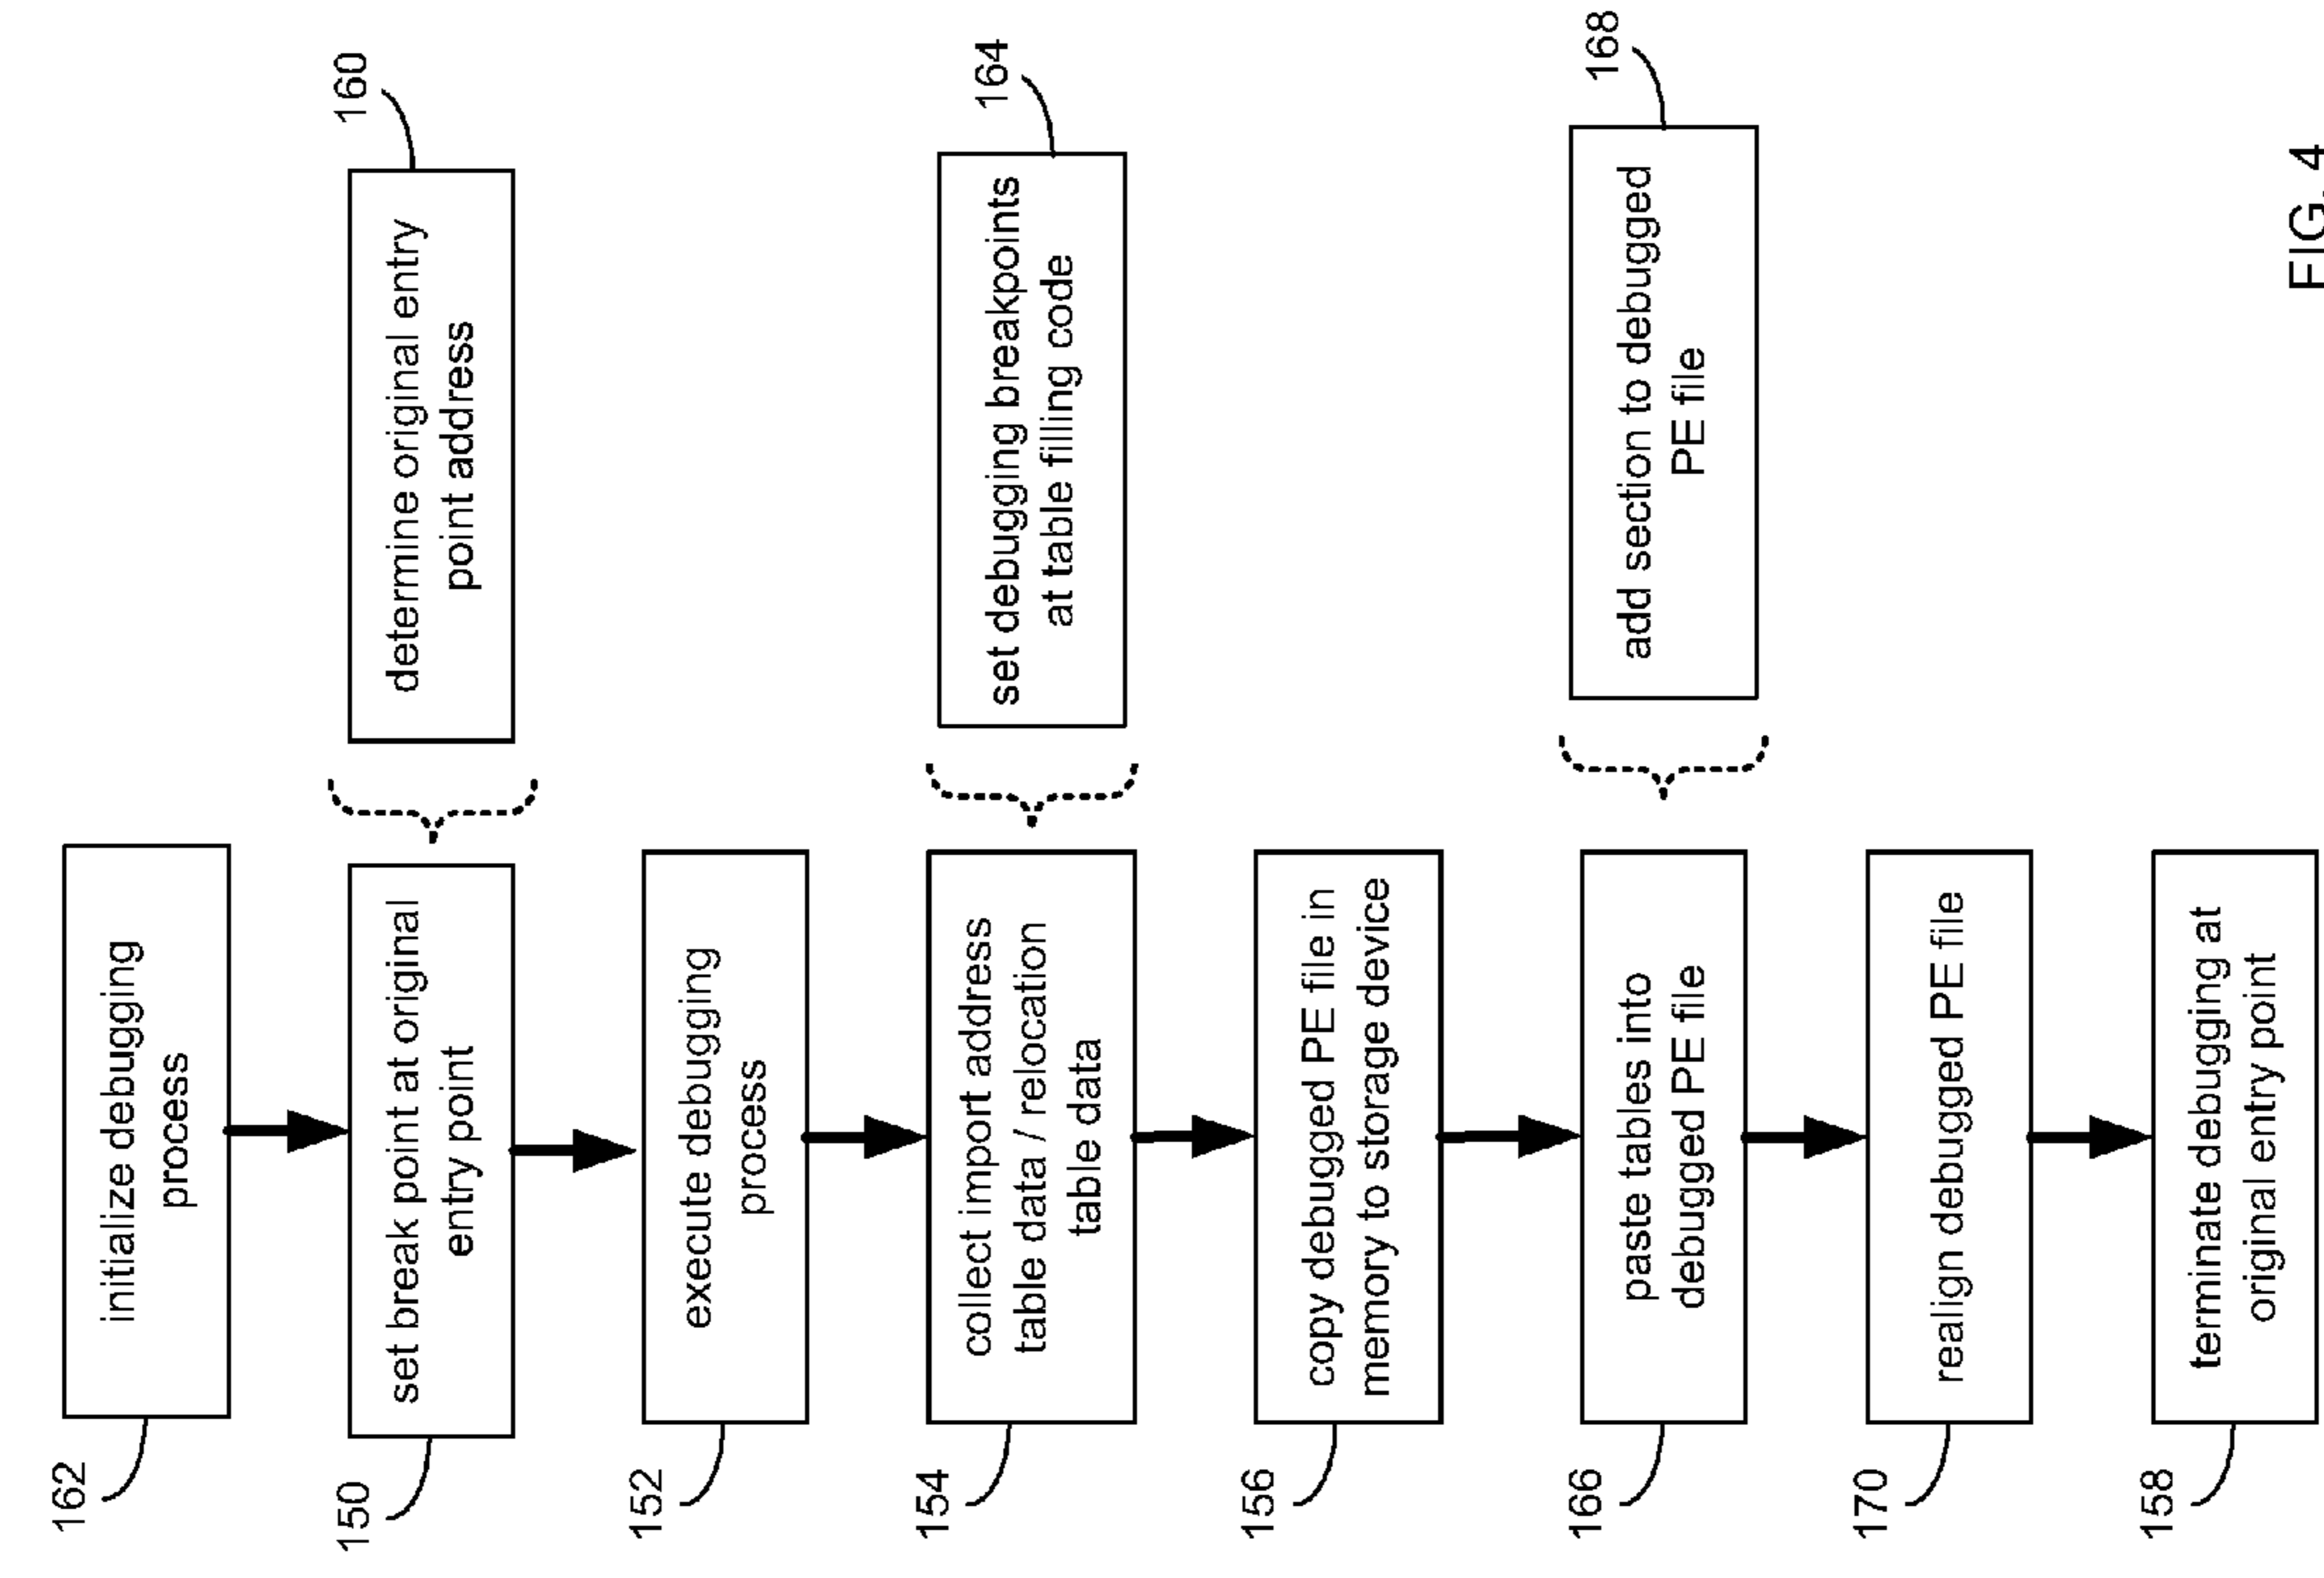 162
initialize debugging
process
160
determine original entry
point address
150
set break point at original
entry point
152
execute debugging
process
164
set debugging breakpoints
at table filling code
154
collect import address
table data / relocation
table data
156
copy debugged PE file in
memory to storage device
168
add section to debugged
PE file
166
paste tables into
debugged PE file
170
realign debugged PE file
158
terminate debugging at
original entry point
FIG. 4